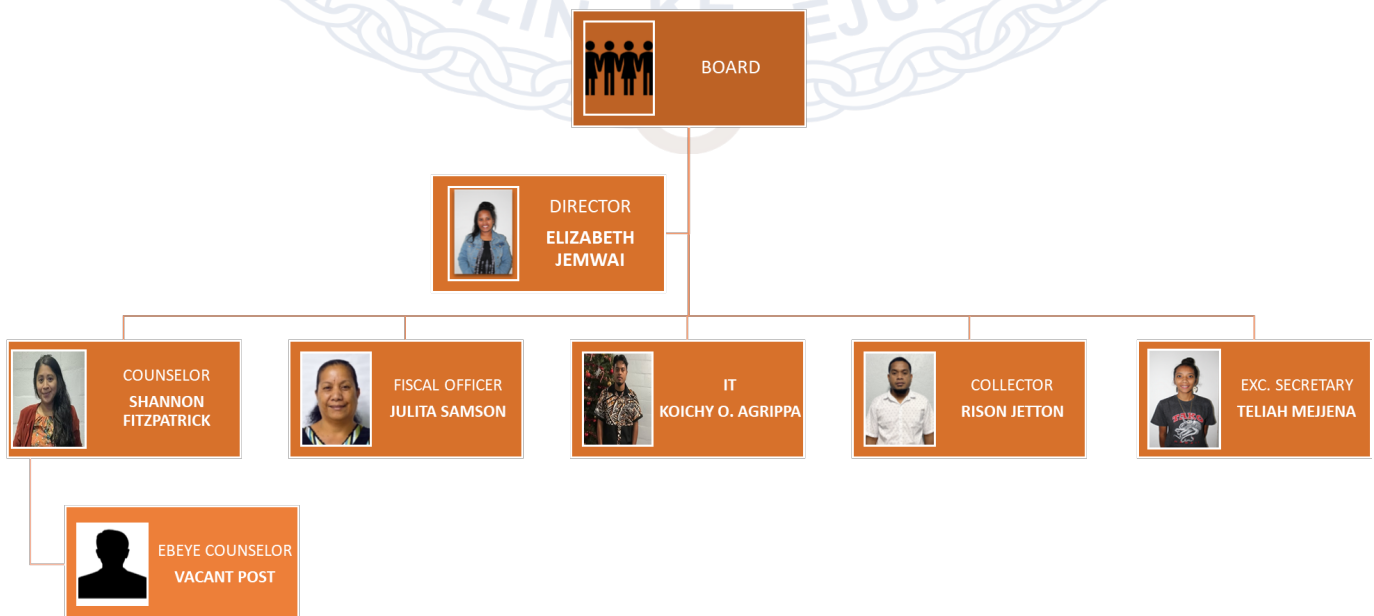 BOARD
DIRECTOR
ELIZABETH
JEMWAI
COUNSELOR
SHANNON
FITZPATRICK
FISCAL OFFICER
JULITA SAMSON
IT
KOICHY O. AGRIPPA
COLLECTOR
RISON JETTON
EXC. SECRETARY
TELIAH MEJJENA
EBEYE COUNSELOR
VACANT POST